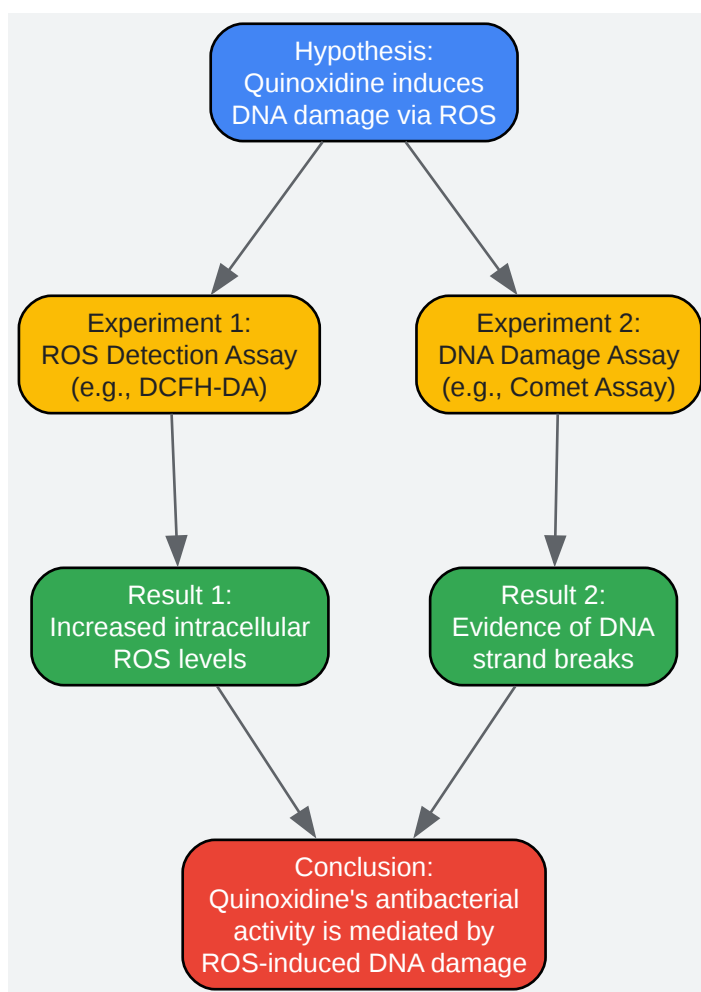 Hypothesis:
Quinoxidine induces
DNA damage via ROS
Experiment 1:
ROS Detection Assay
(e.g., DCFH-DA)
Experiment 2:
DNA Damage Assay
(e.g., Comet Assay)
Result 1:
Increased intracellular
ROS levels
Result 2:
Evidence of DNA
strand breaks
Conclusion:
Quinoxidine's antibacterial
activity is mediated by
ROS-induced DNA damage